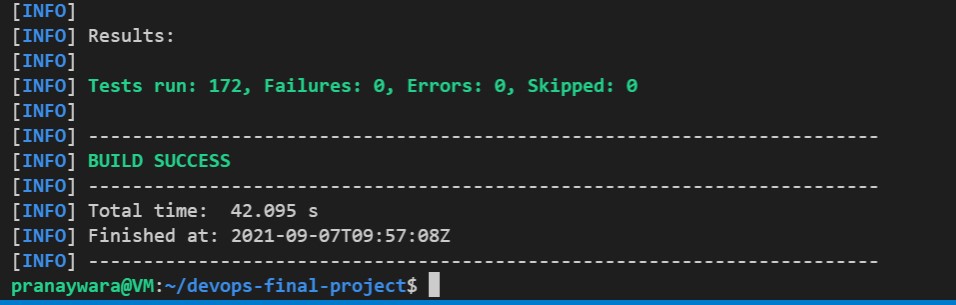 [INFO]
[INFO] Results:
[INFO]
[INFO] Tests run: 172, Failures: 0, Errors: 0, Skipped: 0
[INFO]
[INFO] ------------------------------------------------------------------------
[INFO] BUILD SUCCESS
[INFO] ------------------------------------------------------------------------
[INFO] Total time:  42.095 s
[INFO] Finished at: 2021-09-07T09:57:08Z
[INFO] ------------------------------------------------------------------------
pranaywara@VM:~/devops-final-project$